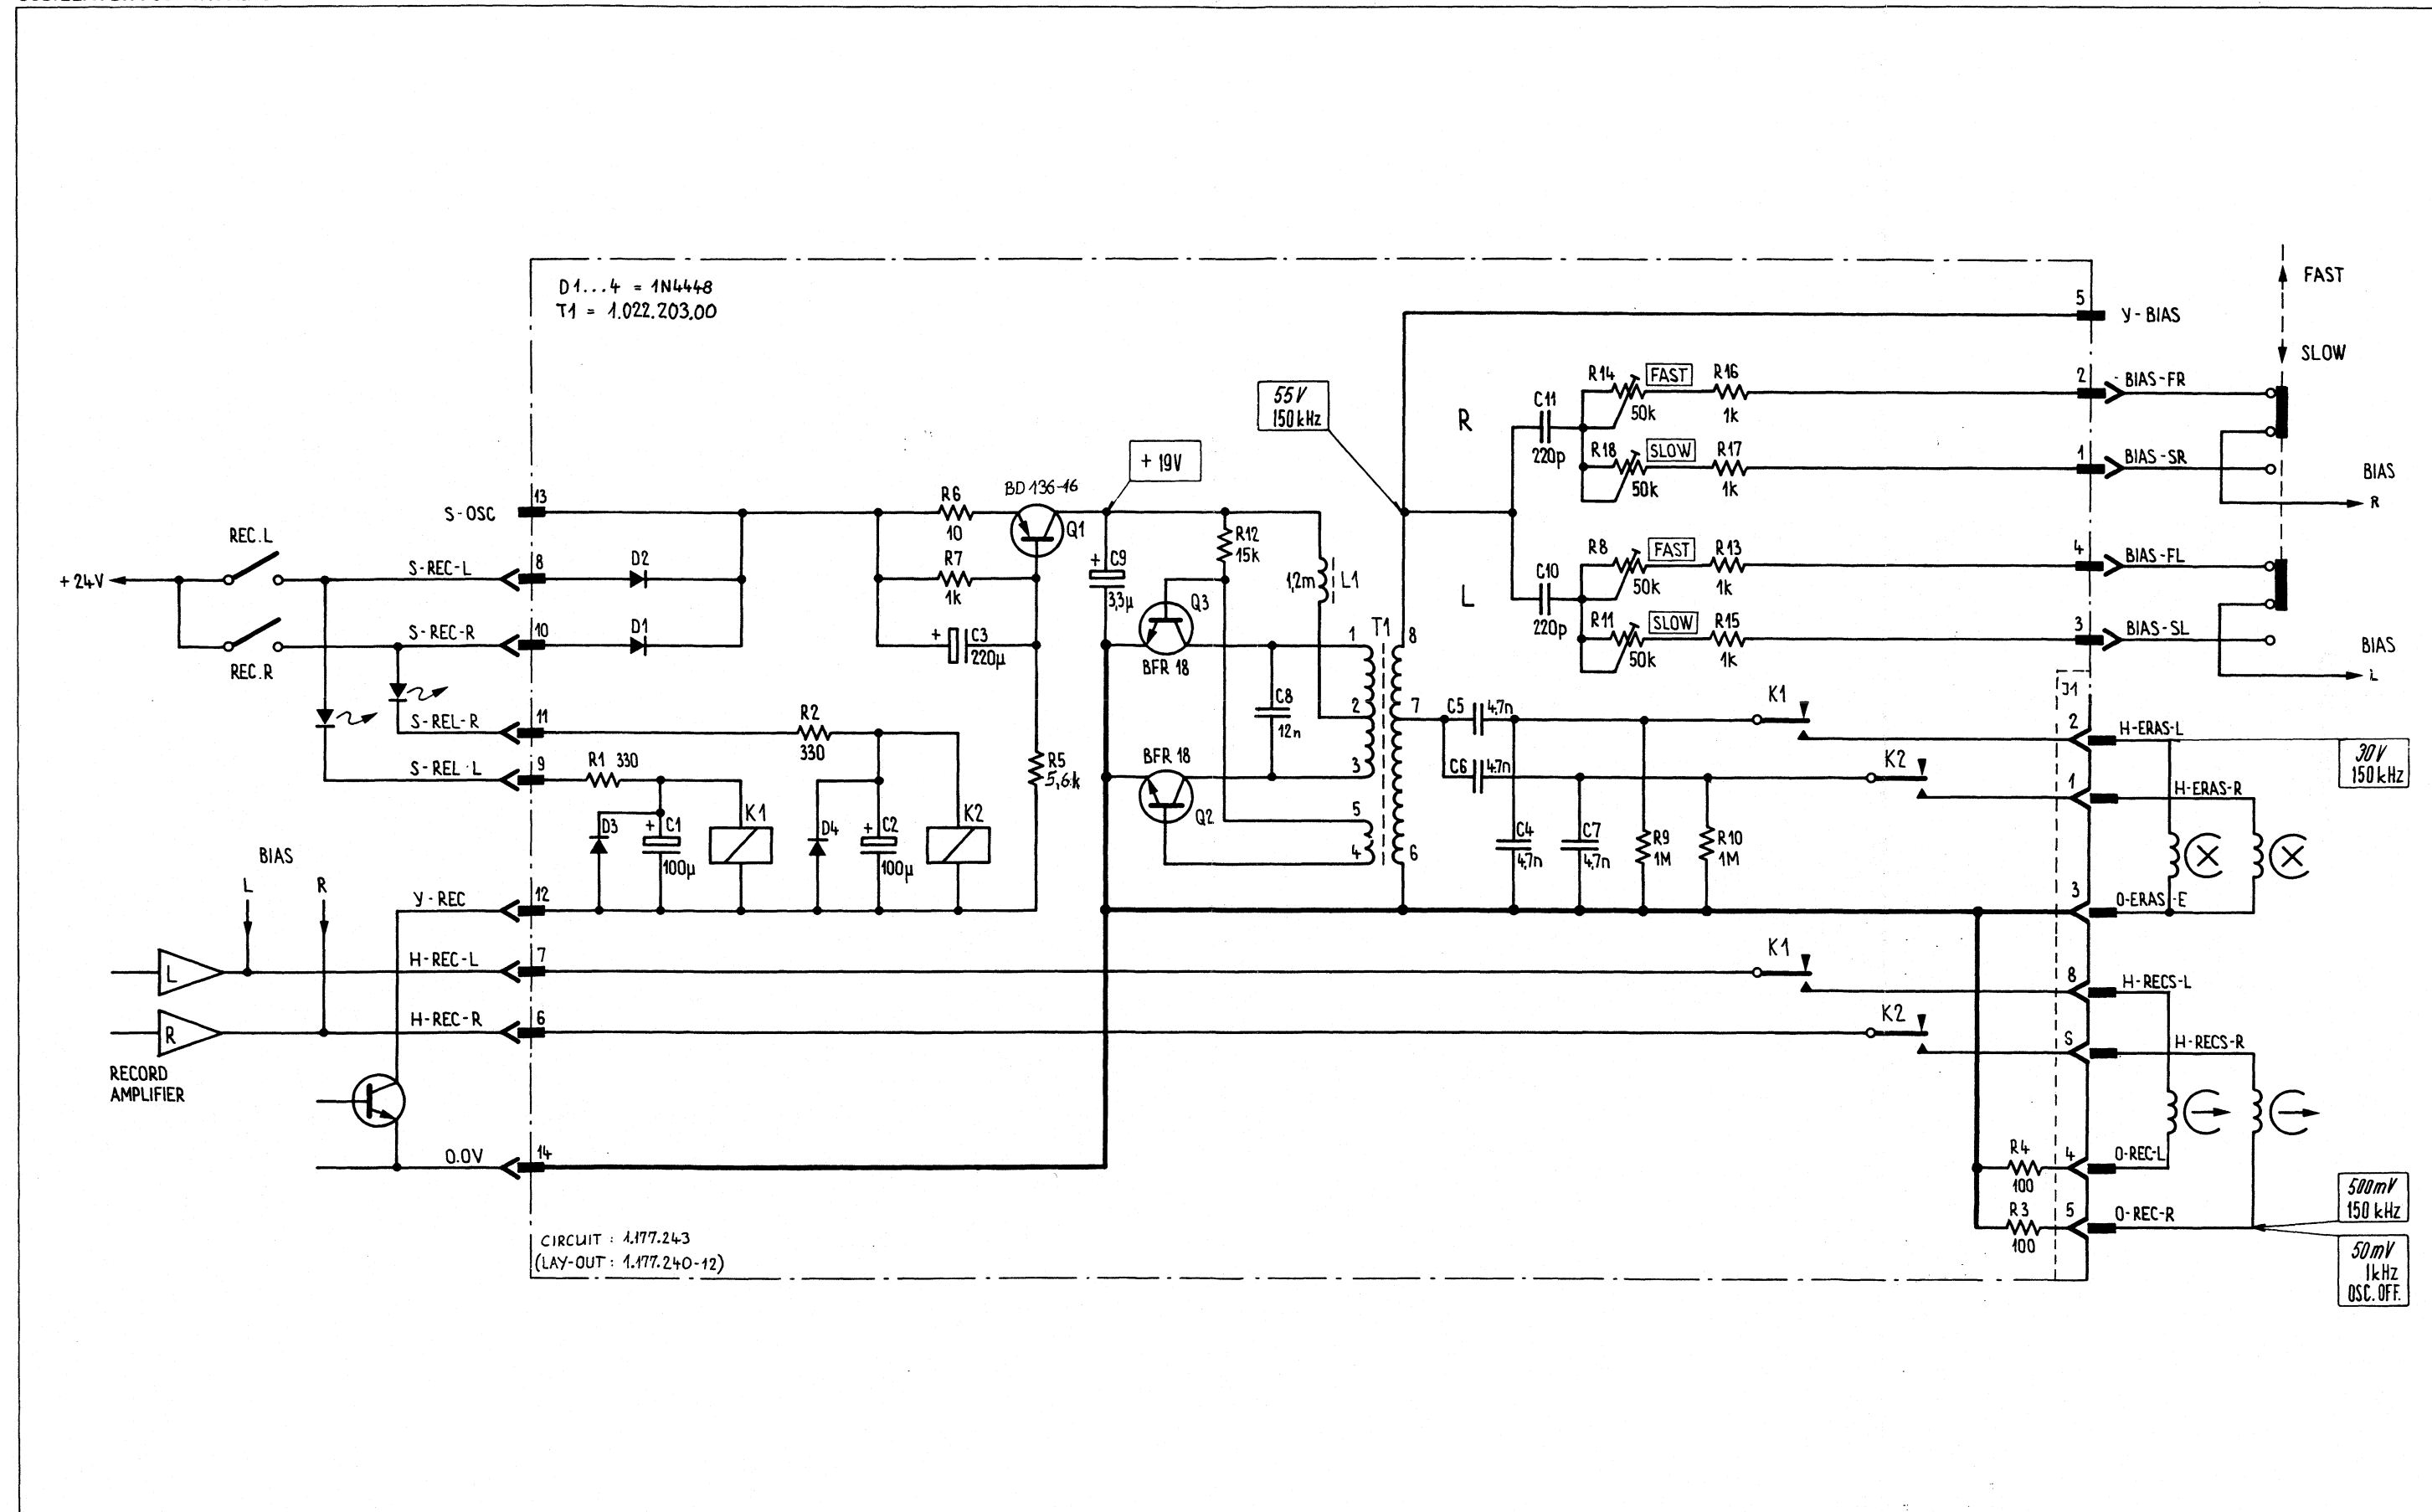 D1...4 = 1N4448
T1 = 1.022.203.00
FAST
SLOW
5
Y-BIAS
55V
150kHz
R
C11
220p
R14
FAST
50k
R16
1k
2
BIAS-FR
R18
SLOW
50k
R17
1k
1
BIAS-SR
BIAS
R
+ 19V
S-OSC
13
R6
10
BD 136-16
Q1
R7
1k
+
C3
220µ
R5
5,6k
+
C9
3,3µ
R12
15k
1,2m
L1
Q3
BFR 18
C8
12n
BFR 18
Q2
T1
1
2
3
5
4
8
7
6
L
C10
220p
R8
FAST
50k
R13
1k
4
BIAS-FL
R11
SLOW
50k
R15
1k
3
BIAS-SL
BIAS
L
+24V
REC.L
REC.R
S-REC-L
8
D2
S-REC-R
10
D1
S-REL-R
11
R2
330
S-REL-L
9
R1 330
D3
+
C1
100µ
K1
D4
+
C2
100µ
K2
Y-REC
12
C5
4,7n
C6
4,7n
C4
4,7n
C7
4,7n
R9
1M
R10
1M
K1
K2
J1
2
H-ERAS-L
30V
150kHz
1
H-ERAS-R
3
0-ERAS-E
BIAS
L
R
L
H-REC-L
7
K1
8
H-RECS-L
R
H-REC-R
6
K2
S
H-RECS-R
RECORD
AMPLIFIER
0.0V
14
R4
100
4
0-REC-L
R3
100
5
0-REC-R
500mV
150kHz
50mV
1kHz
OSC.OFF.
CIRCUIT : 1.177.243
(LAY-OUT : 1.177.240-12)